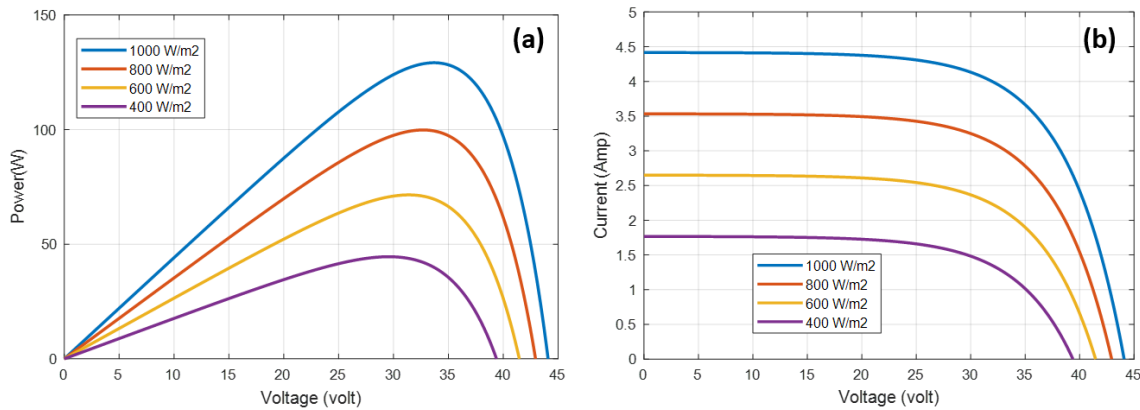 (a)
150
100
50
0
Power(W)
1000 W/m2
800 W/m2
600 W/m2
400 W/m2
0 5 10 15 20 25 30 35 40 45
Voltage (volt)
(b)
5
4.5
4
3.5
3
2.5
2
1.5
1
0.5
0
Current (Amp)
1000 W/m2
800 W/m2
600 W/m2
400 W/m2
0 5 10 15 20 25 30 35 40 45
Voltage (volt)